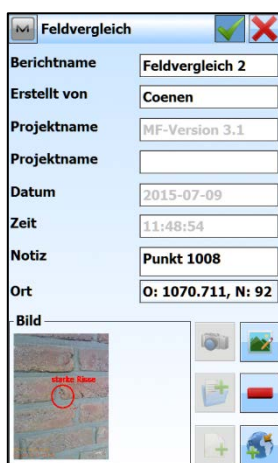 Feldvergleich
Berichtname Feldvergleich 2
Erstellt von Coenen
Projektname MF-Version 3.1
Projektname
Datum 2015-07-09
Zeit 11:48:54
Notiz Punkt 1008
Ort O: 1070.711, N: 92
Bild
starke Risse